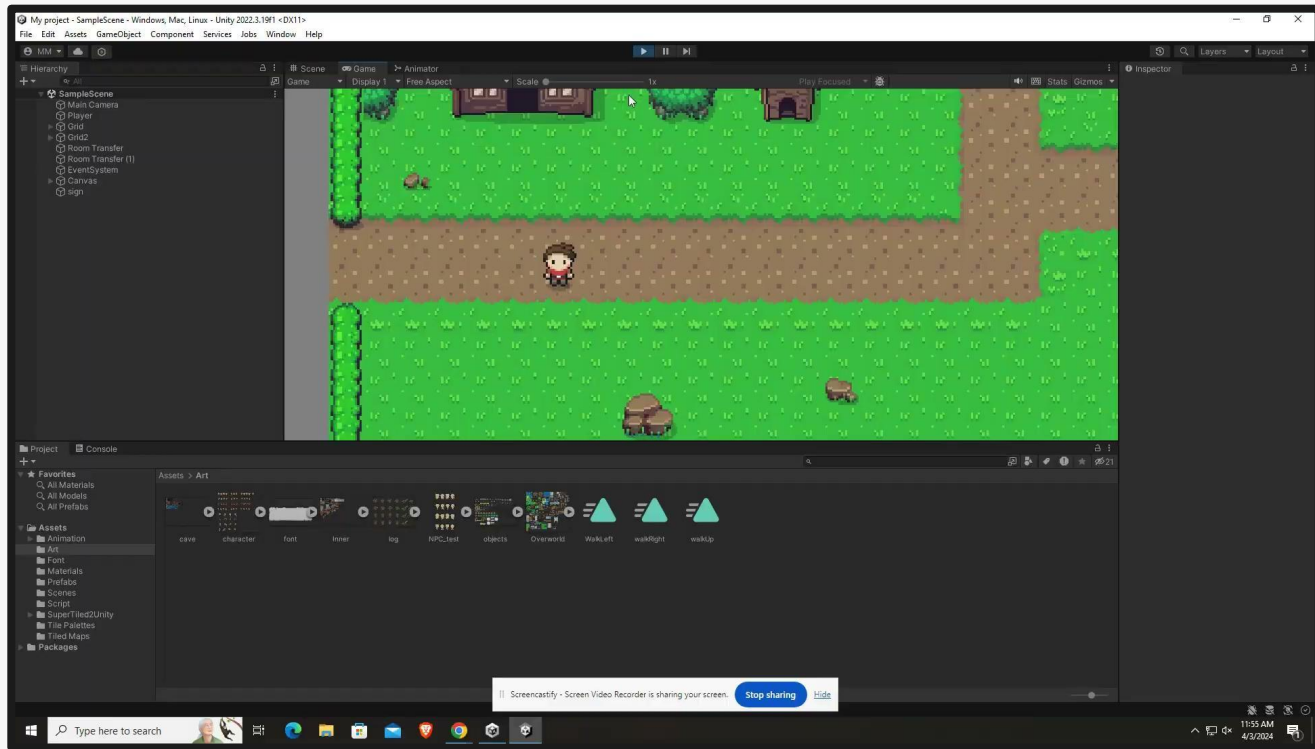 My project - SampleScene - Windows, Mac, Linux - Unity 2022.3.19f1 <DX11>
File Edit Assets GameObject Component Services Jobs Window Help
MM Layers Layout
Hierarchy
All
SampleScene
Main Camera
Player
Grid
Grid2
Room Transfer
Room Transfer (1)
EventSystem
Canvas
sign
Scene Game Animator
Game Display 1 Free Aspect Scale 1x Play Focused Stats Gizmos
Inspector
Project Console
21
Favorites
All Materials
All Models
All Prefabs
Assets
Animation
Art
Font
Materials
Prefabs
Scenes
Script
SuperTiled2Unity
Tile Palettes
Tiled Maps
Packages
Assets > Art
cave character font Inner log NPC_test objects Overworld WalkLeft walkRight walkUp
Screencastify - Screen Video Recorder is sharing your screen. Stop sharing Hide
Type here to search
11:55 AM
4/3/2024